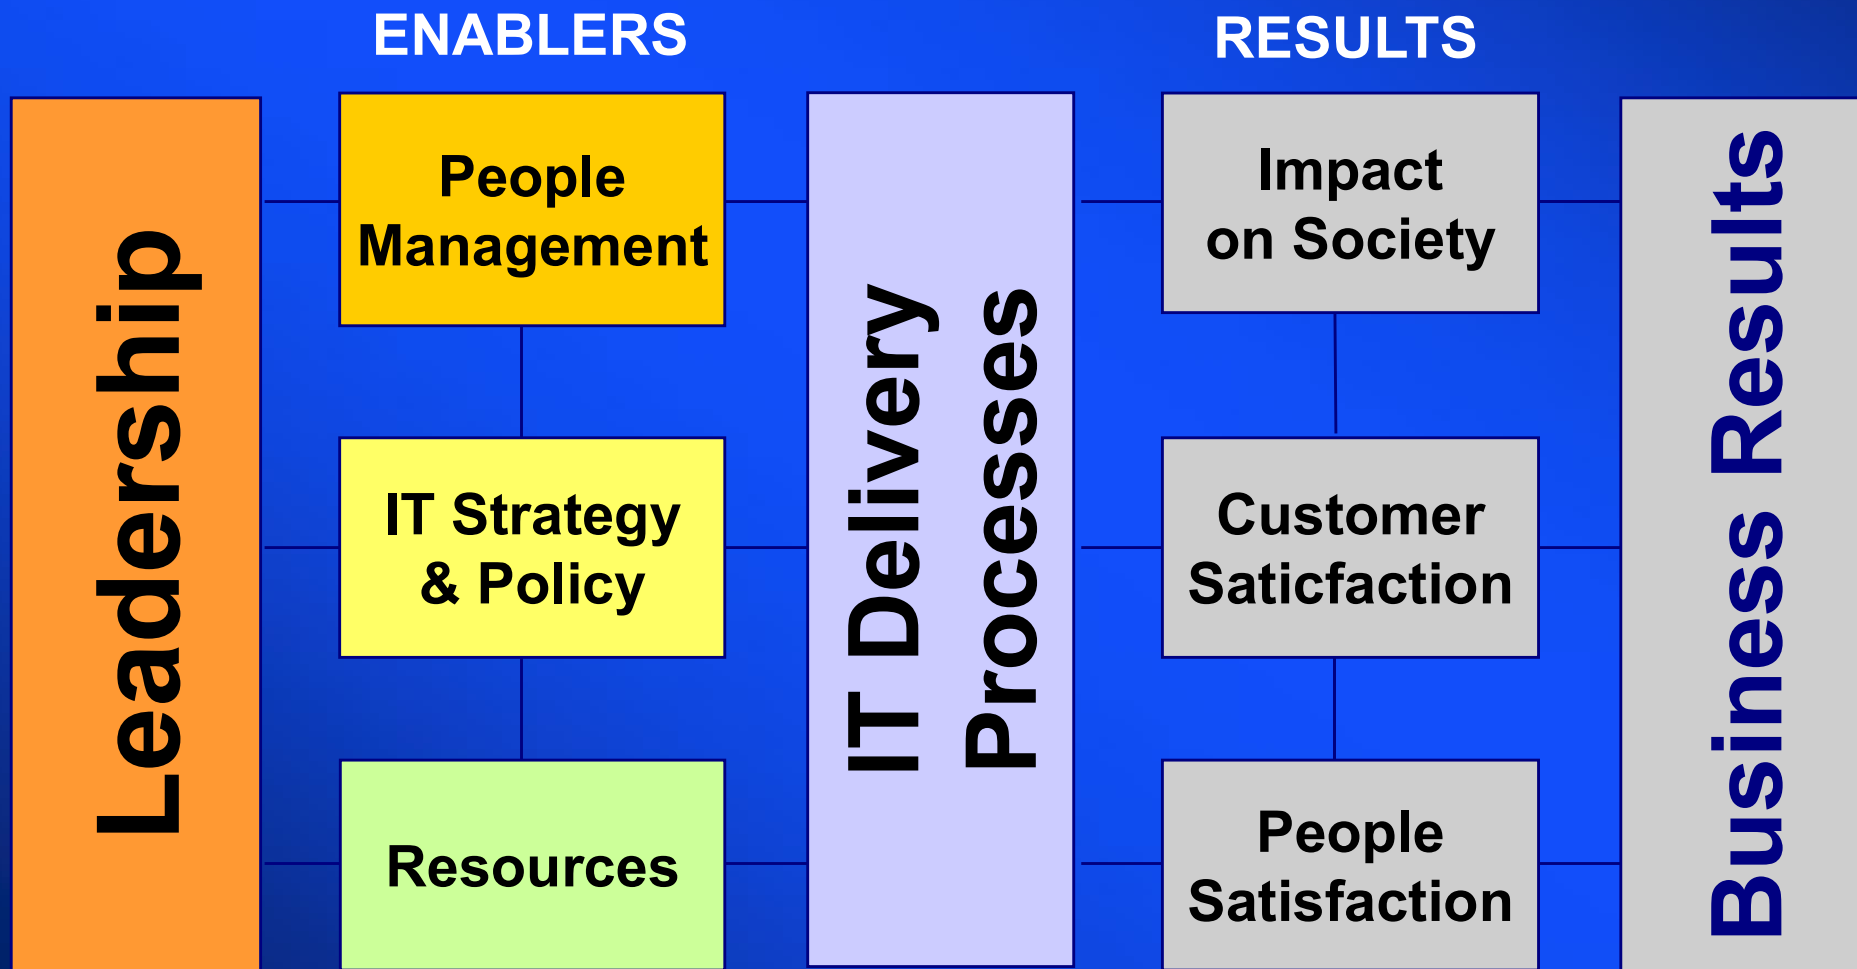 ENABLERS
RESULTS
Leadership
People
Management
IT Strategy
& Policy
Resources
IT Delivery
Processes
Impact
on Society
Customer
Saticfaction
People
Satisfaction
Business Results